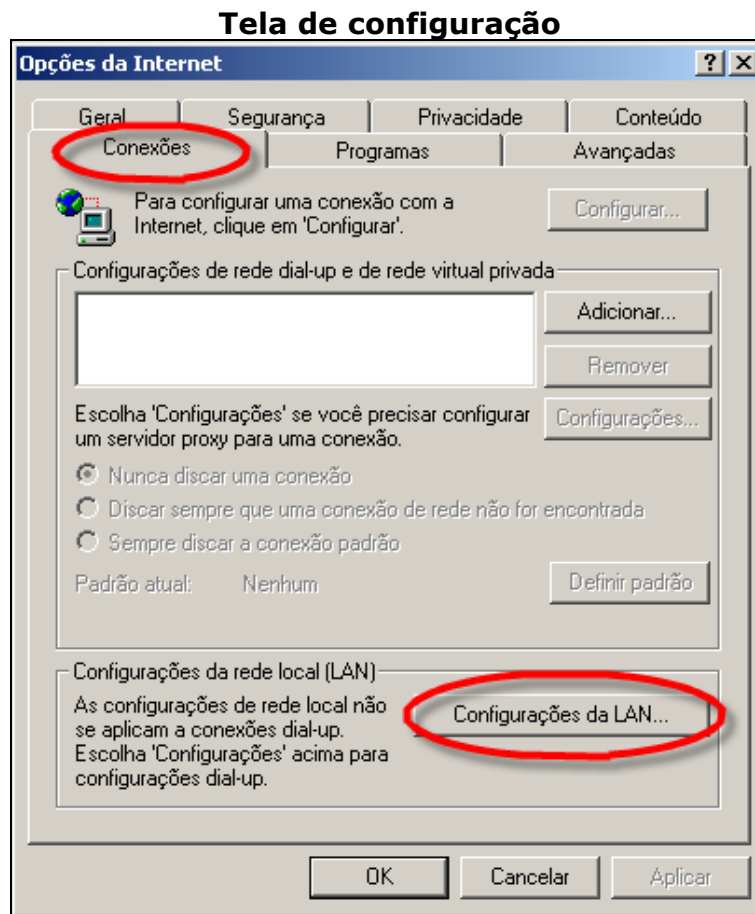 Tela de configuração
Opções da Internet
Geral Segurança Privacidade Conteúdo
Conexões Programas Avançadas
Para configurar uma conexão com a
Internet, clique em 'Configurar'.
Configurar...
Configurações de rede dial-up e de rede virtual privada
Adicionar...
Remover
Escolha 'Configurações' se você precisar configurar
um servidor proxy para uma conexão.
Configurações...
Nunca discar uma conexão
Discar sempre que uma conexão de rede não for encontrada
Sempre discar a conexão padrão
Padrão atual: Nenhum Definir padrão
Configurações da rede local (LAN)
As configurações de rede local não
se aplicam a conexões dial-up.
Escolha 'Configurações' acima para
configurações dial-up.
Configurações da LAN...
OK Cancelar Aplicar